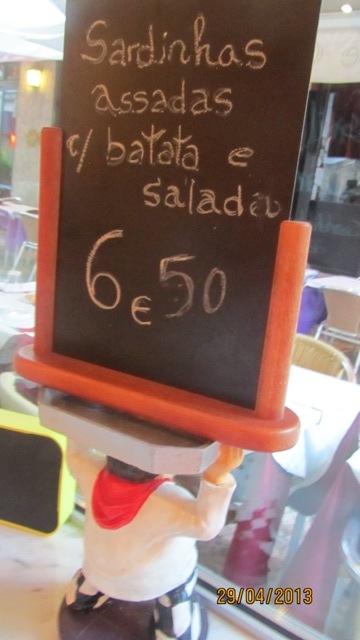 Sardinhas
assadas
c/ batata e
salada
6€50
29/04/2013